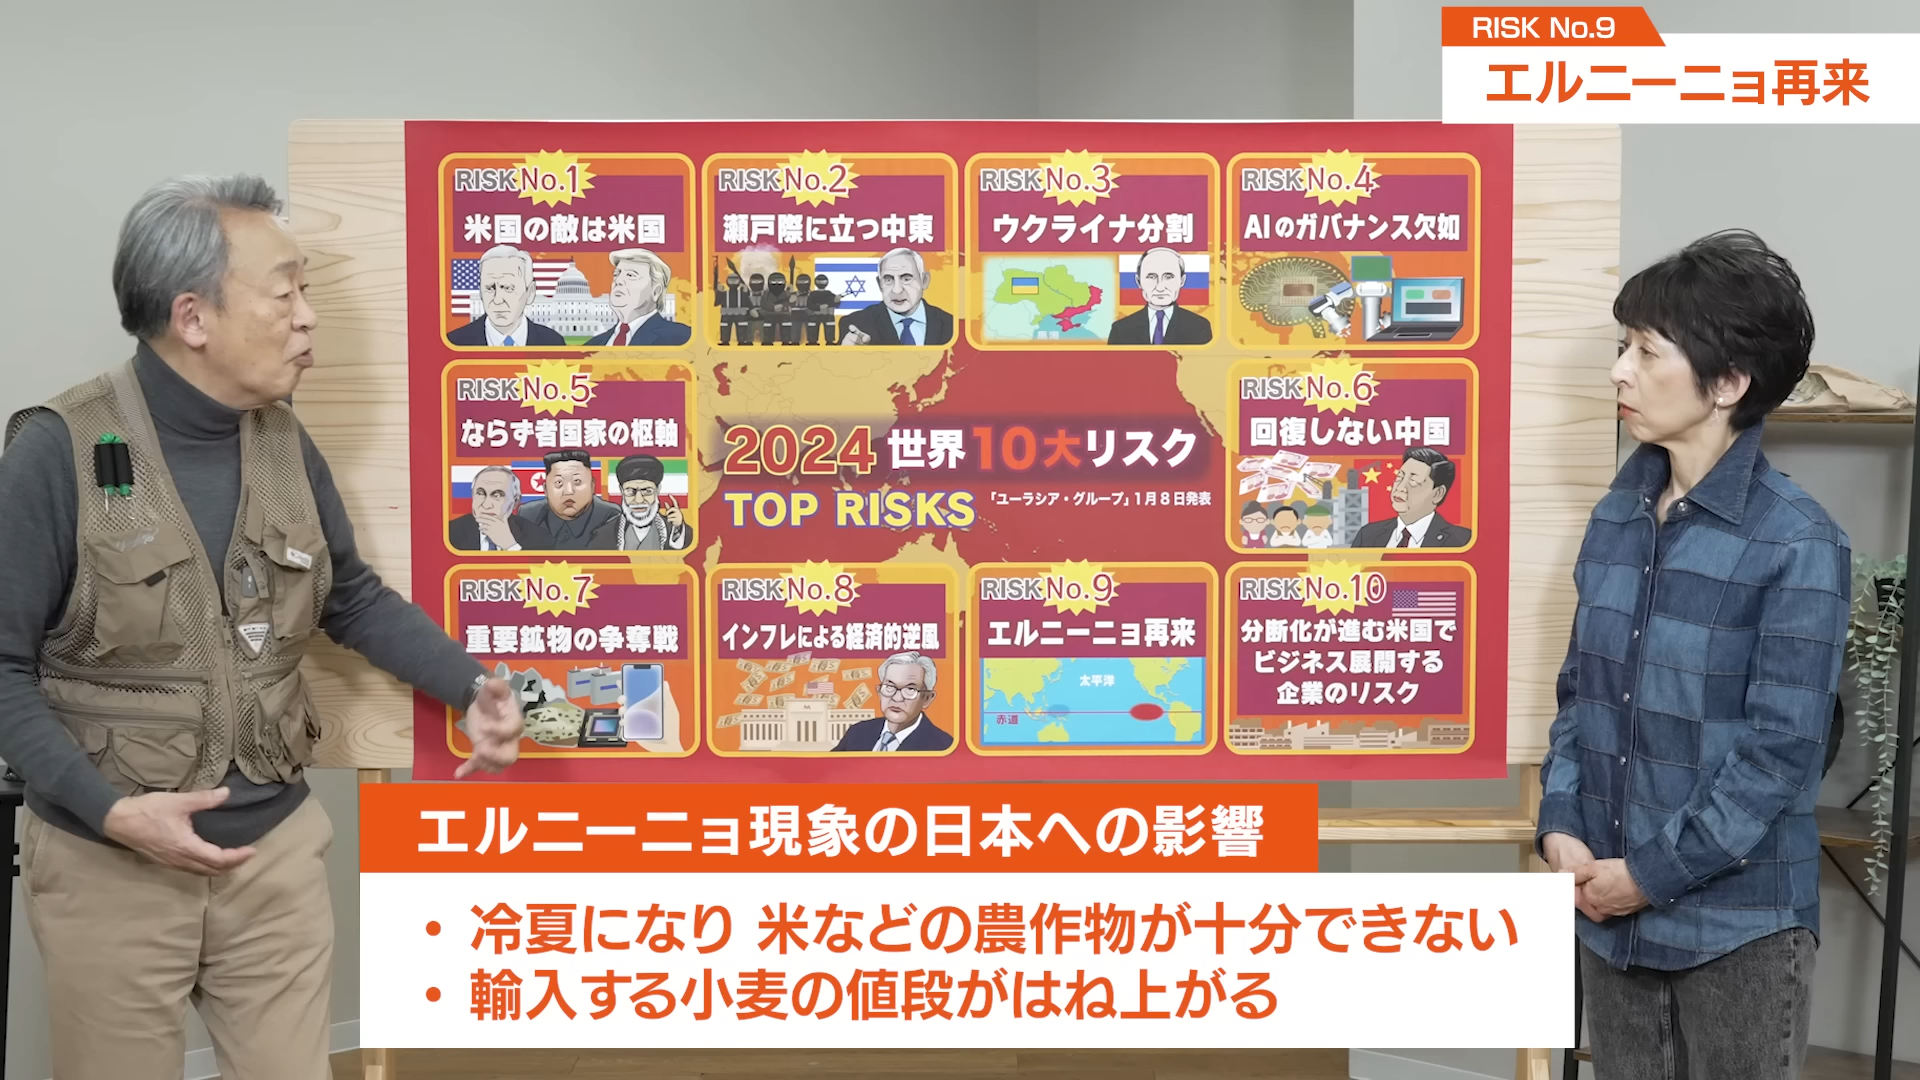 RISK No.9
エルニーニョ再来
RISK No.1
米国の敵は米国
RISK No.2
瀬戸際に立つ中東
RISK No.3
ウクライナ分割
RISK No.4
AIのガバナンス欠如
RISK No.5
ならず者国家の枢軸
2024 世界10大リスク
TOP RISKS 「ユーラシア・グループ」1月8日発表
RISK No.6
回復しない中国
RISK No.7
重要鉱物の争奪戦
RISK No.8
インフレによる経済的逆風
RISK No.9
エルニーニョ再来
太平洋
赤道
RISK No.10
分断化が進む米国で
ビジネス展開する
企業のリスク
エルニーニョ現象の日本への影響
・冷夏になり 米などの農作物が十分できない
・輸入する小麦の値段がはね上がる